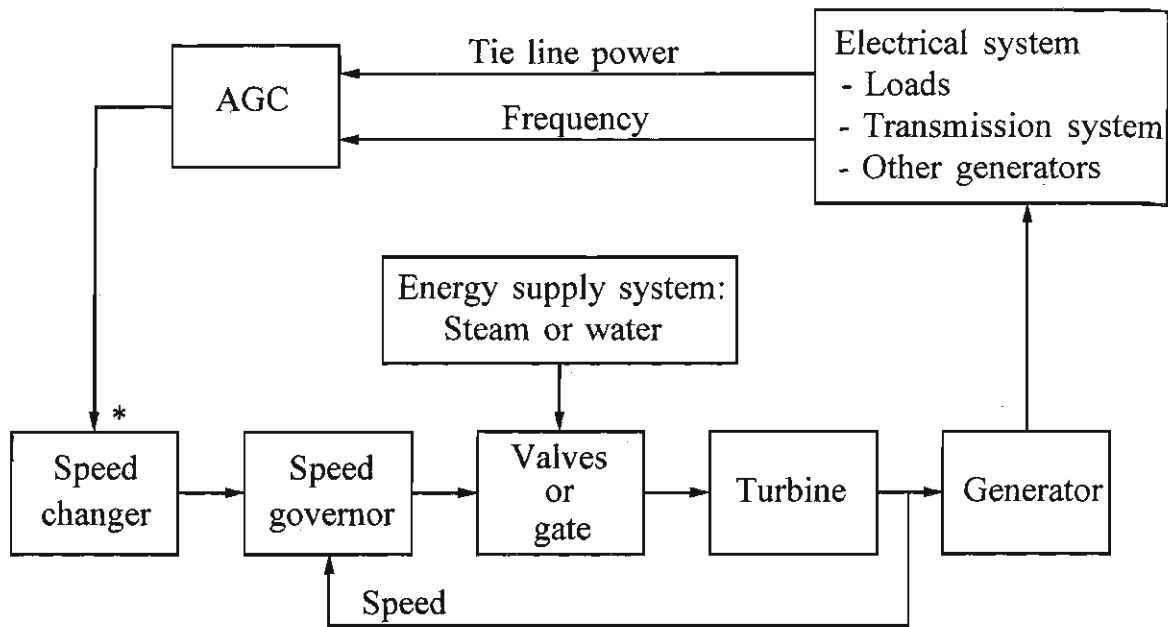 AGC
Tie line power
Frequency
Electrical system
- Loads
- Transmission system
- Other generators
Energy supply system:
Steam or water
*
Speed
changer
Speed
governor
Valves
or
gate
Turbine
Generator
Speed